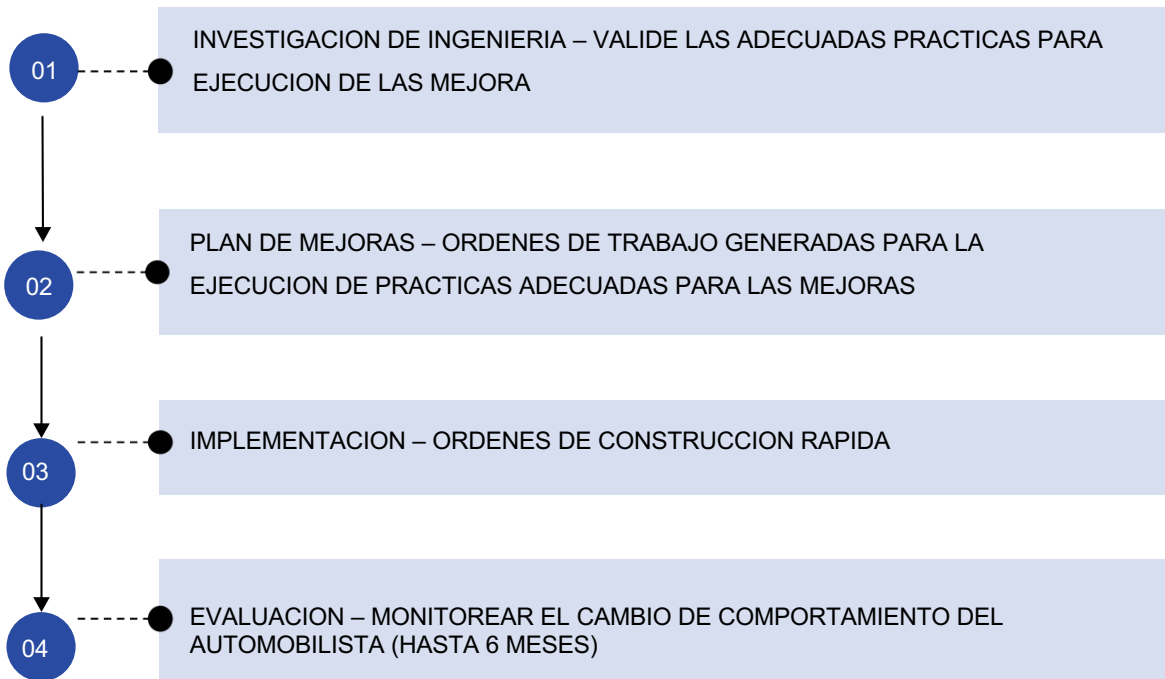 01
INVESTIGACION DE INGENIERIA – VALIDE LAS ADECUADAS PRACTICAS PARA
EJECUCION DE LAS MEJORA
02
PLAN DE MEJORAS – ORDENES DE TRABAJO GENERADAS PARA LA
EJECUCION DE PRACTICAS ADECUADAS PARA LAS MEJORAS
03
IMPLEMENTACION – ORDENES DE CONSTRUCCION RAPIDA
04
EVALUACION – MONITOREAR EL CAMBIO DE COMPORTAMIENTO DEL
AUTOMOBILISTA (HASTA 6 MESES)